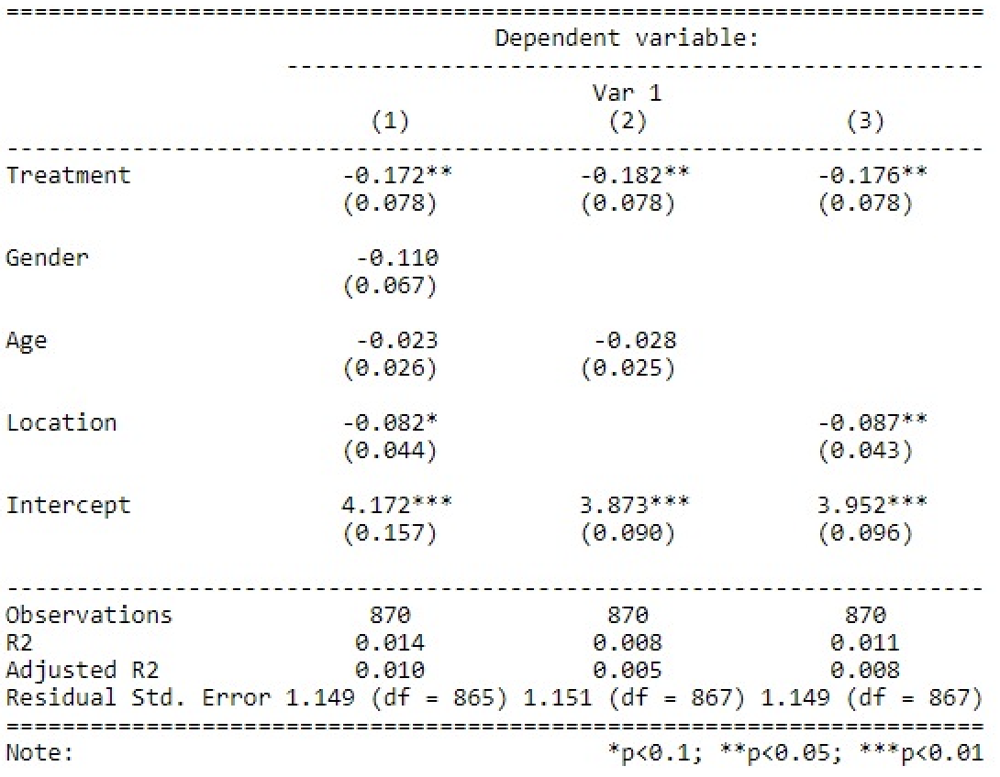 Dependent variable:
Var 1
(1) (2) (3)
Treatment -0.172** -0.182** -0.176**
(0.078) (0.078) (0.078)
Gender -0.110
(0.067)
Age -0.023 -0.028
(0.026) (0.025)
Location -0.082* -0.087**
(0.044) (0.043)
Intercept 4.172*** 3.873*** 3.952***
(0.157) (0.090) (0.096)
Observations 870 870 870
R2 0.014 0.008 0.011
Adjusted R2 0.010 0.005 0.008
Residual Std. Error 1.149 (df = 865) 1.151 (df = 867) 1.149 (df = 867)
Note: *p<0.1; **p<0.05; ***p<0.01